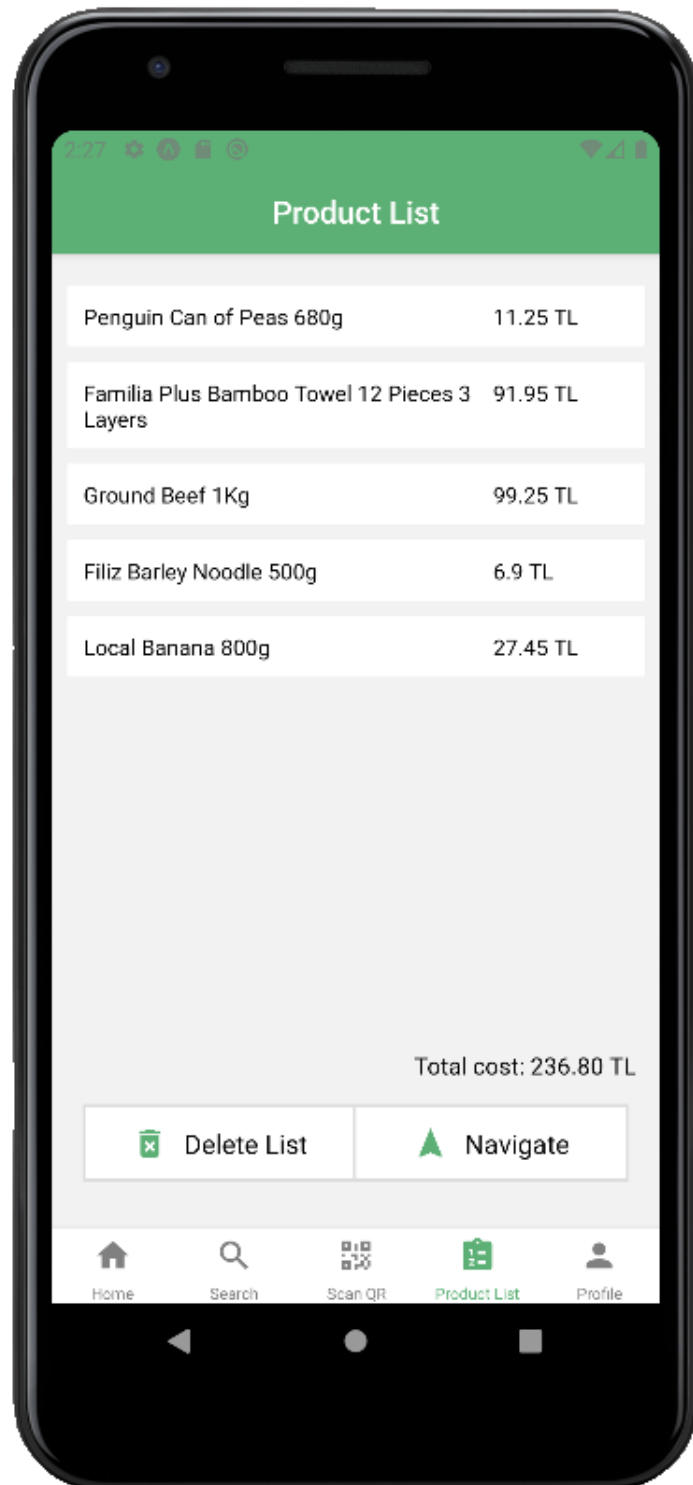 2:27
Product List
Penguin Can of Peas 680g 11.25 TL
Familia Plus Bamboo Towel 12 Pieces 3 91.95 TL
Layers
Ground Beef 1Kg 99.25 TL
Filiz Barley Noodle 500g 6.9 TL
Local Banana 800g 27.45 TL
Total cost: 236.80 TL
Delete List Navigate
Home Search Scan QR Product List Profile